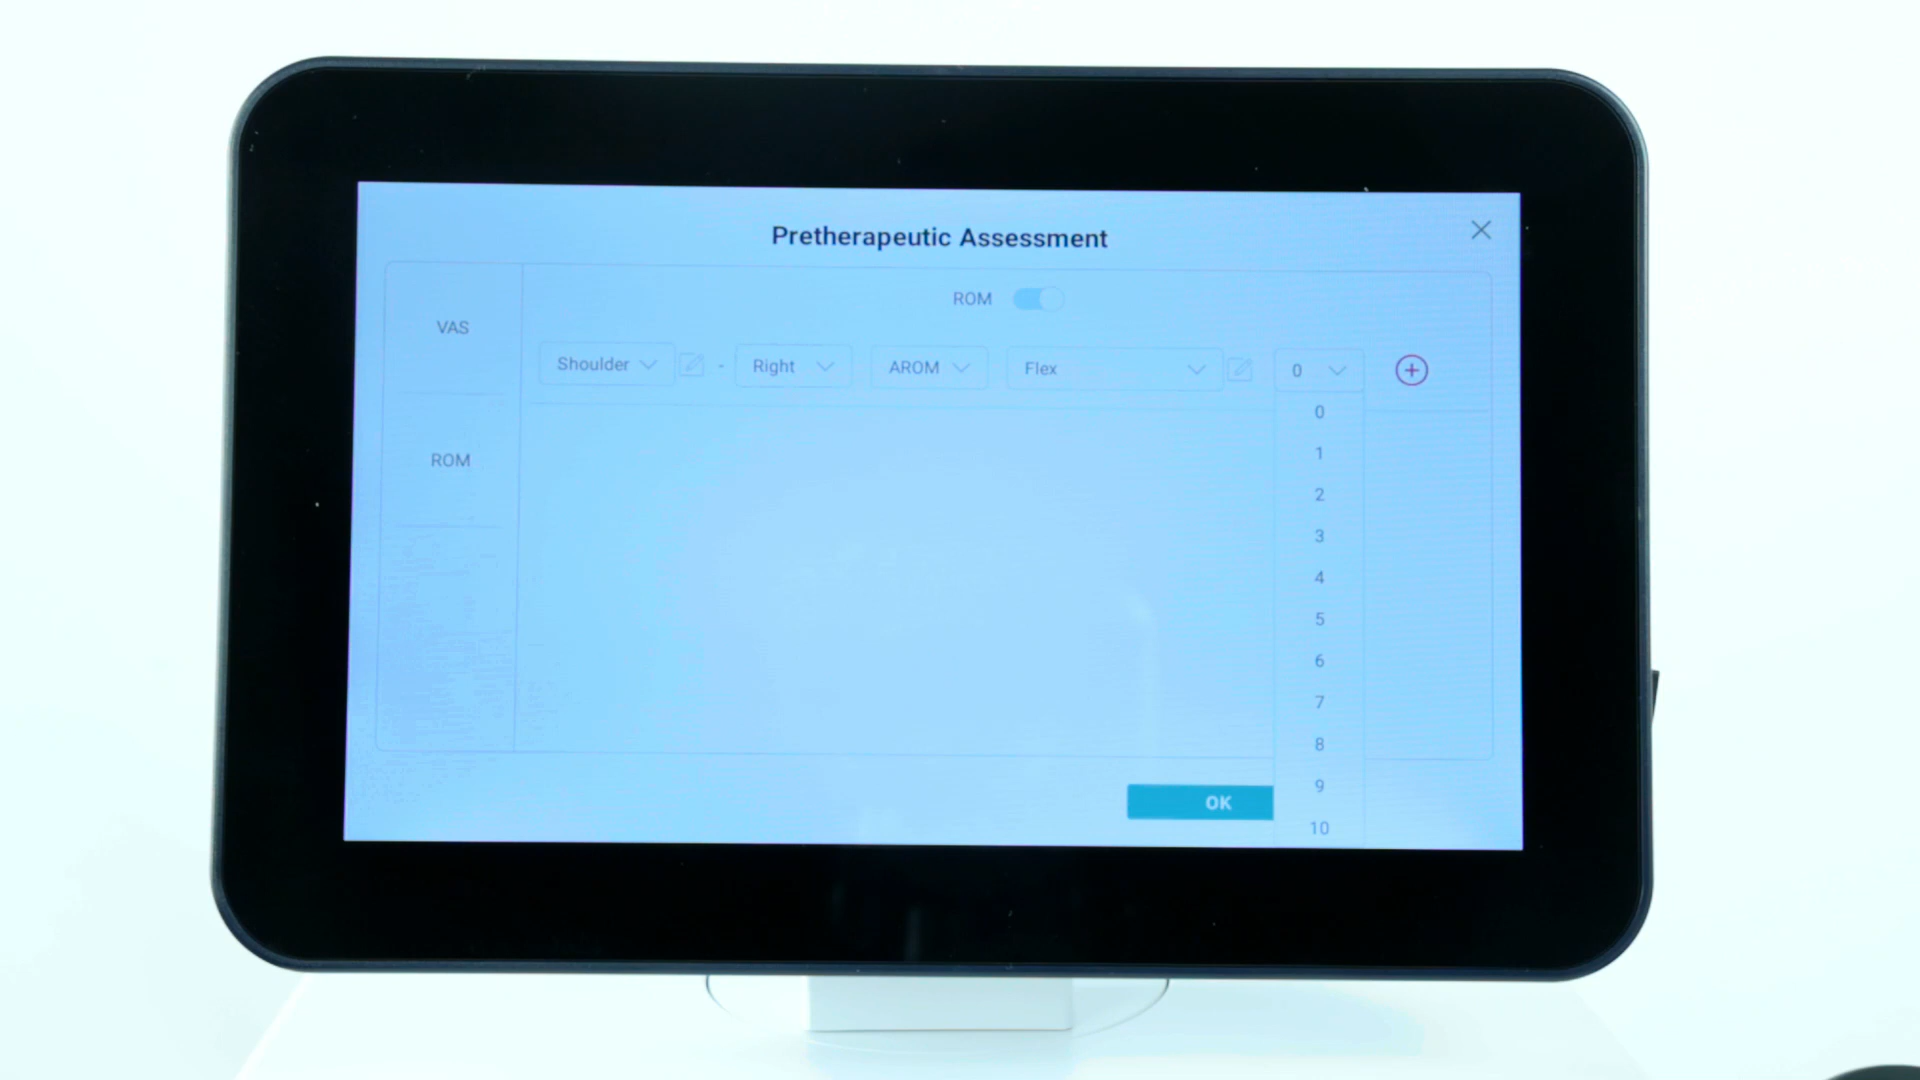 Pretherapeutic Assessment
ROM
VAS
Shoulder - Right AROM Flex 0
0
1
2
ROM
3
4
5
6
7
8
9
OK
10